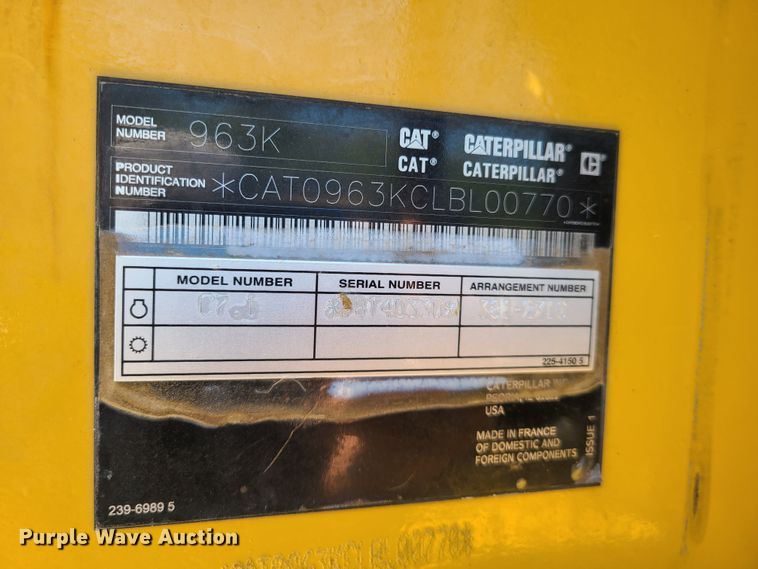 MODEL NUMBER 963K
CAT® CATERPILLAR® C
CAT® CATERPILLAR®
PRODUCT IDENTIFICATION NUMBER *CAT0963KCLBL00770*
MODEL NUMBER SERIAL NUMBER ARRANGEMENT NUMBER
225-4150 5
CATERPILLAR INC
USA
MADE IN FRANCE
OF DOMESTIC AND
FOREIGN COMPONENTS
ISSUE 1
239-6989 5
Purple Wave Auction